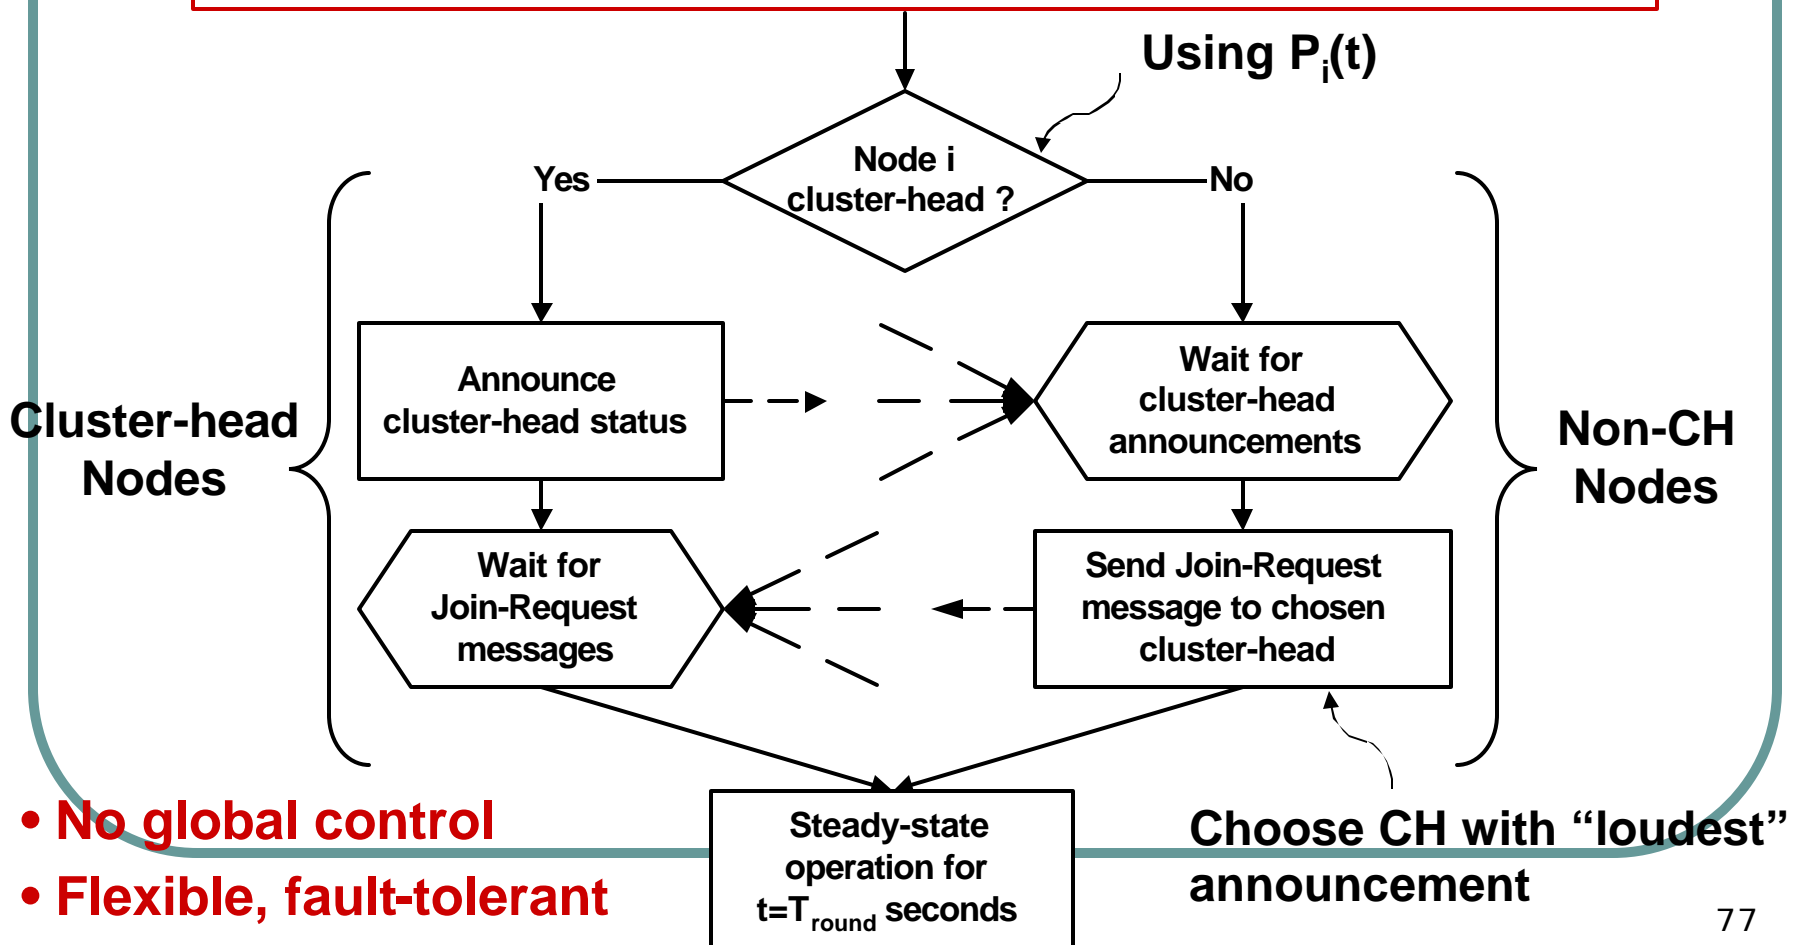 Using Pi(t)
Node i
cluster-head ?
Yes
No
Announce
cluster-head status
Wait for
cluster-head
announcements
Cluster-head
Nodes
Non-CH
Nodes
Wait for
Join-Request
messages
Send Join-Request
message to chosen
cluster-head
• No global control
• Flexible, fault-tolerant
Steady-state
operation for
t=Tround seconds
Choose CH with “loudest”
announcement
77